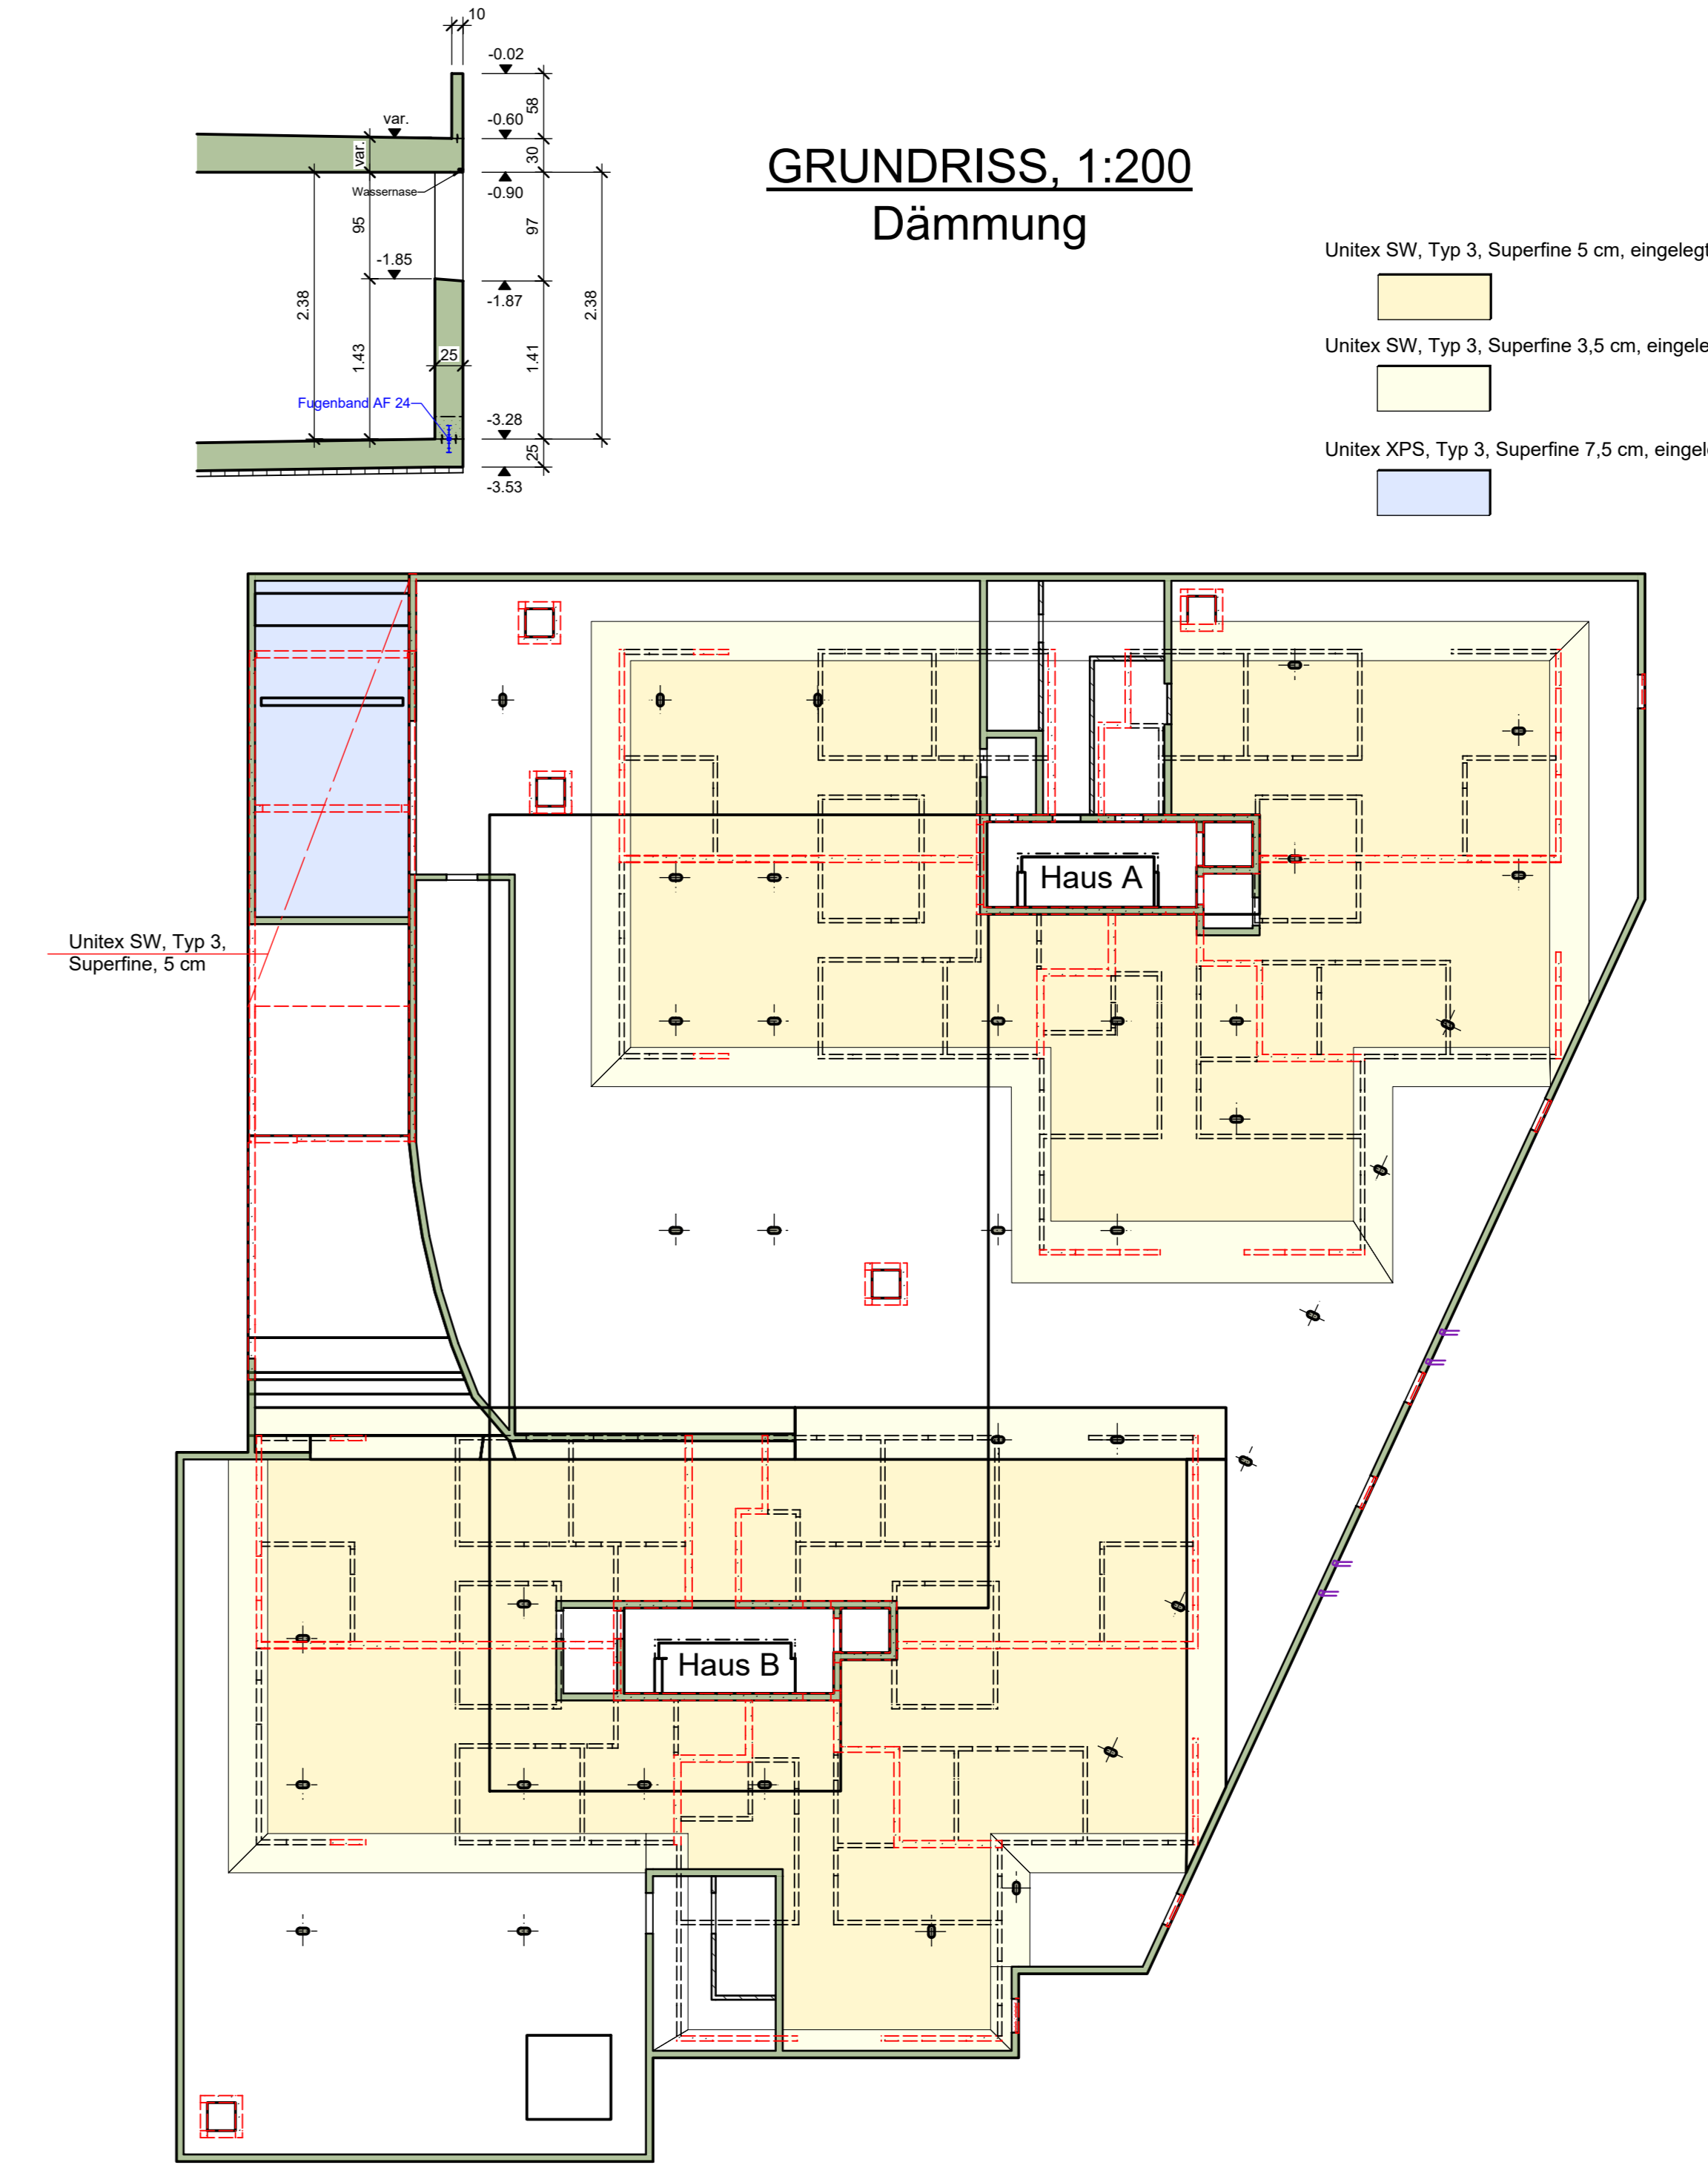 10
-0.02
58
var.
-0.60
var.
30
Wassernase
-0.90
95
97
-1.85
-1.87
2.38
2.38
1.43
25
1.41
Fugenband AF 24
-3.28
25
-3.53
GRUNDRISS, 1:200
Dämmung
Unitex SW, Typ 3, Superfine 5 cm, eingelegt
Unitex SW, Typ 3, Superfine 3,5 cm, eingele
Unitex XPS, Typ 3, Superfine 7,5 cm, eingel
Haus A
Unitex SW, Typ 3,
Superfine, 5 cm
Haus B